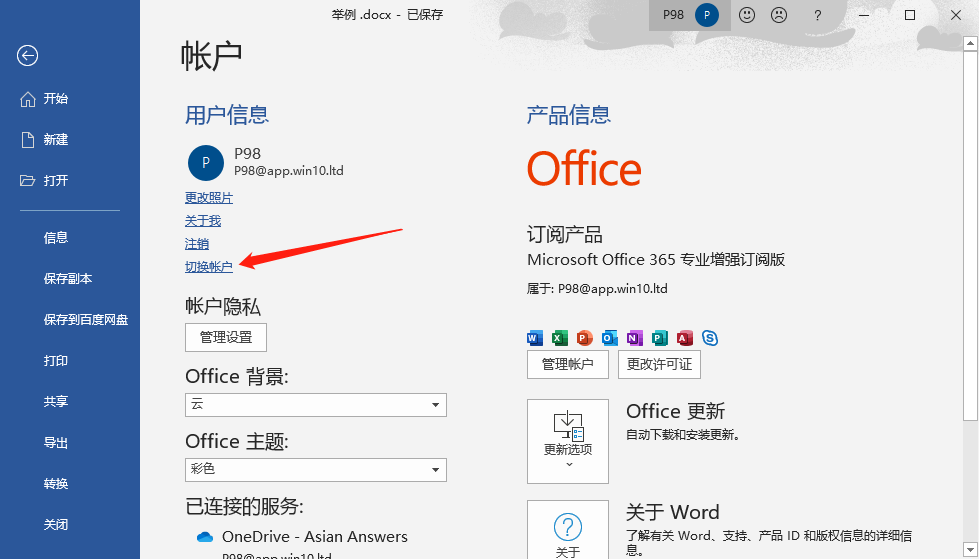 举例 .docx - 已保存
P98
P
?
帐户
开始
新建
打开
信息
保存副本
保存到百度网盘
打印
共享
导出
转换
关闭
用户信息
P
P98
P98@app.win10.ltd
更改照片
关于我
注销
切换帐户
帐户隐私
管理设置
Office 背景:
云
Office 主题:
彩色
已连接的服务:
OneDrive - Asian Answers
P98@app.win10.ltd
产品信息
Office
订阅产品
Microsoft Office 365 专业增强订阅版
属于: P98@app.win10.ltd
W X P O N P A S
管理帐户
更改许可证
更新选项
Office 更新
自动下载和安装更新。
?
关于
关于 Word
了解有关 Word、支持、产品 ID 和版权信息的详细信
息。